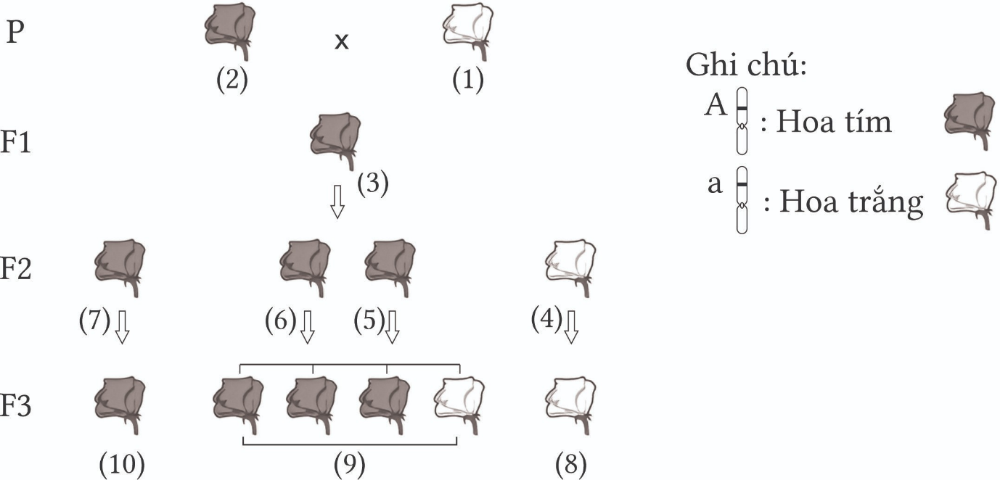 P
x
(2)
(1)
Ghi chú:
A : Hoa tím
a : Hoa trắng
F1
(3)
F2
(7)
(6)
(5)
(4)
F3
(10)
(9)
(8)